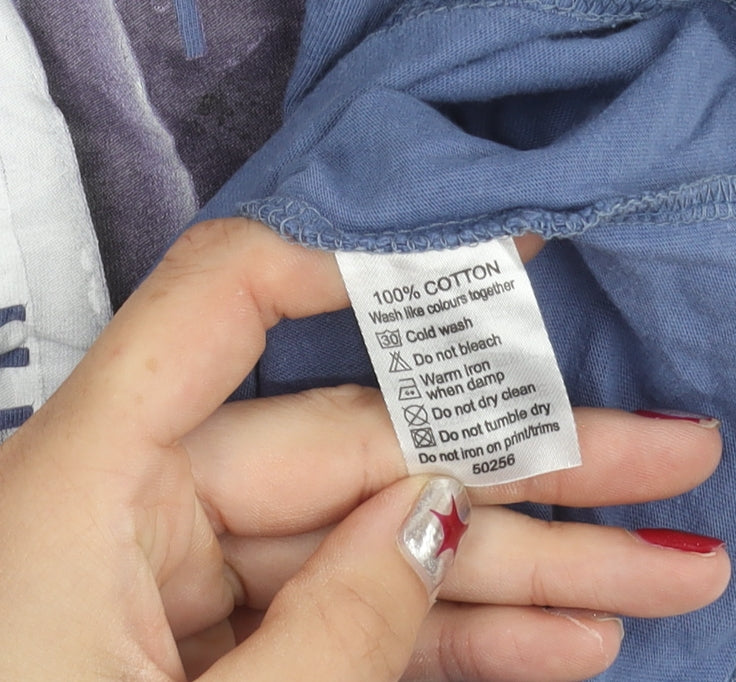 100% COTTON
Wash like colours together
30 Cold wash
Do not bleach
Warm Iron
when damp
Do not dry clean
Do not tumble dry
Do not iron on print/trims
50256